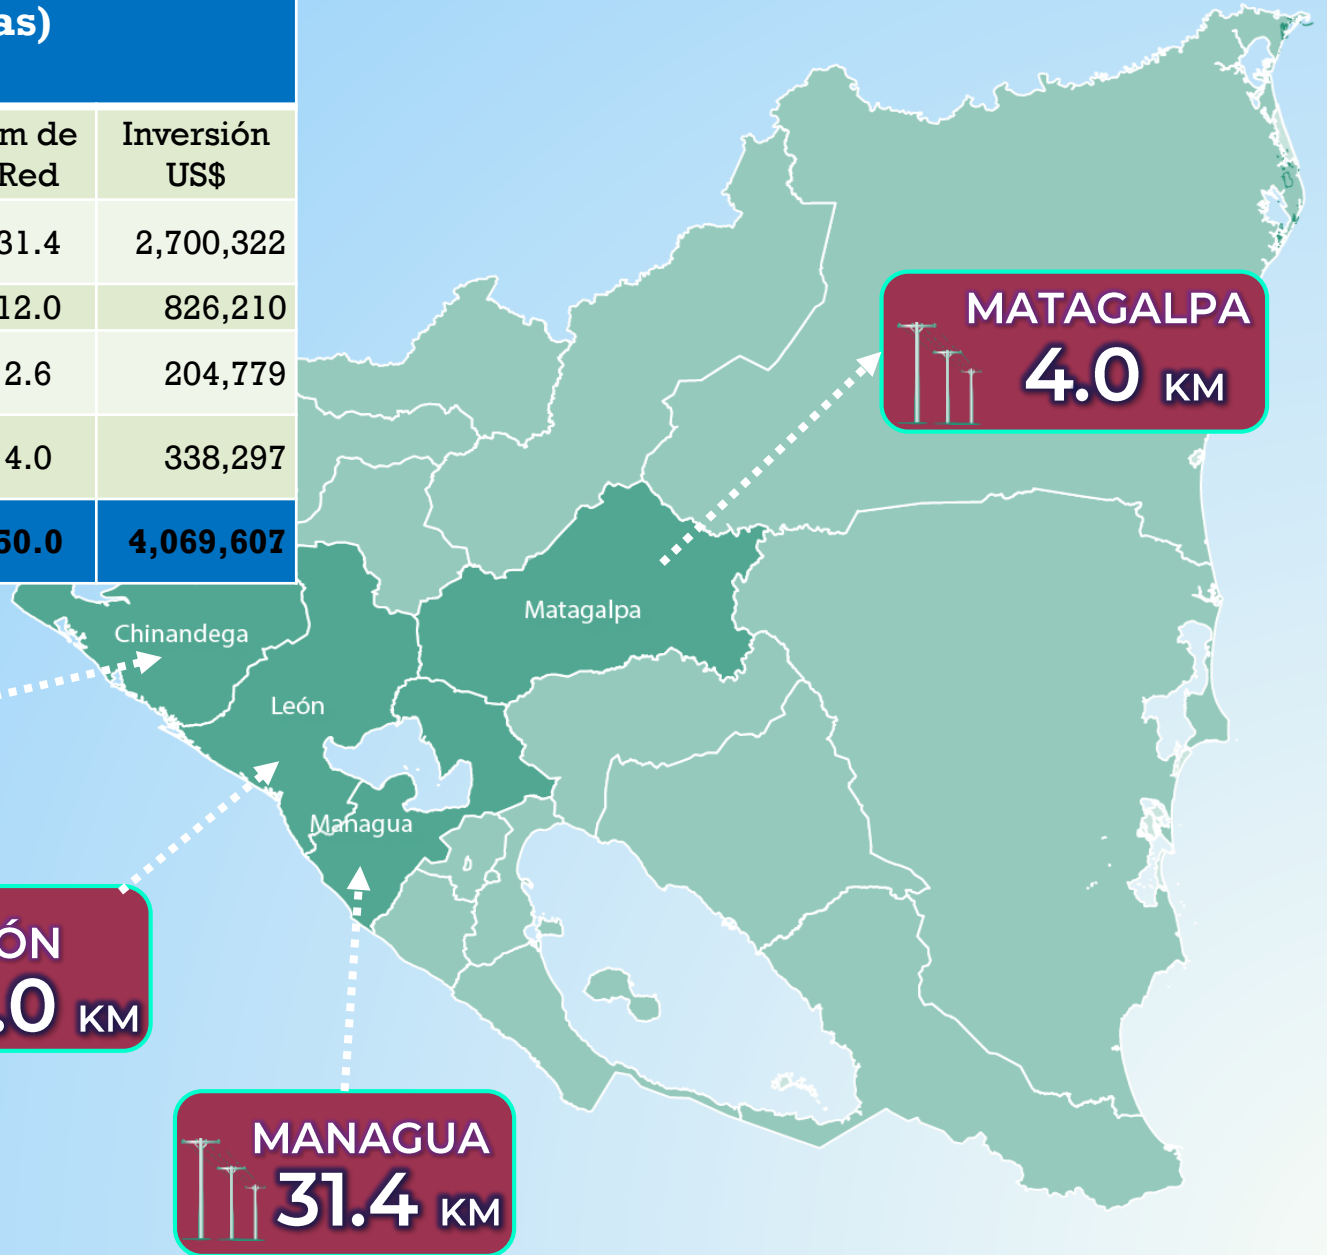 as)
m de Inversión
Red US$
31.4 2,700,322
12.0 826,210
2.6 204,779
4.0 338,297
50.0 4,069,607
MATAGALPA
4.0 KM
Matagalpa
Chinandega
León
Managua
ÓN
.0 KM
MANAGUA
31.4 KM